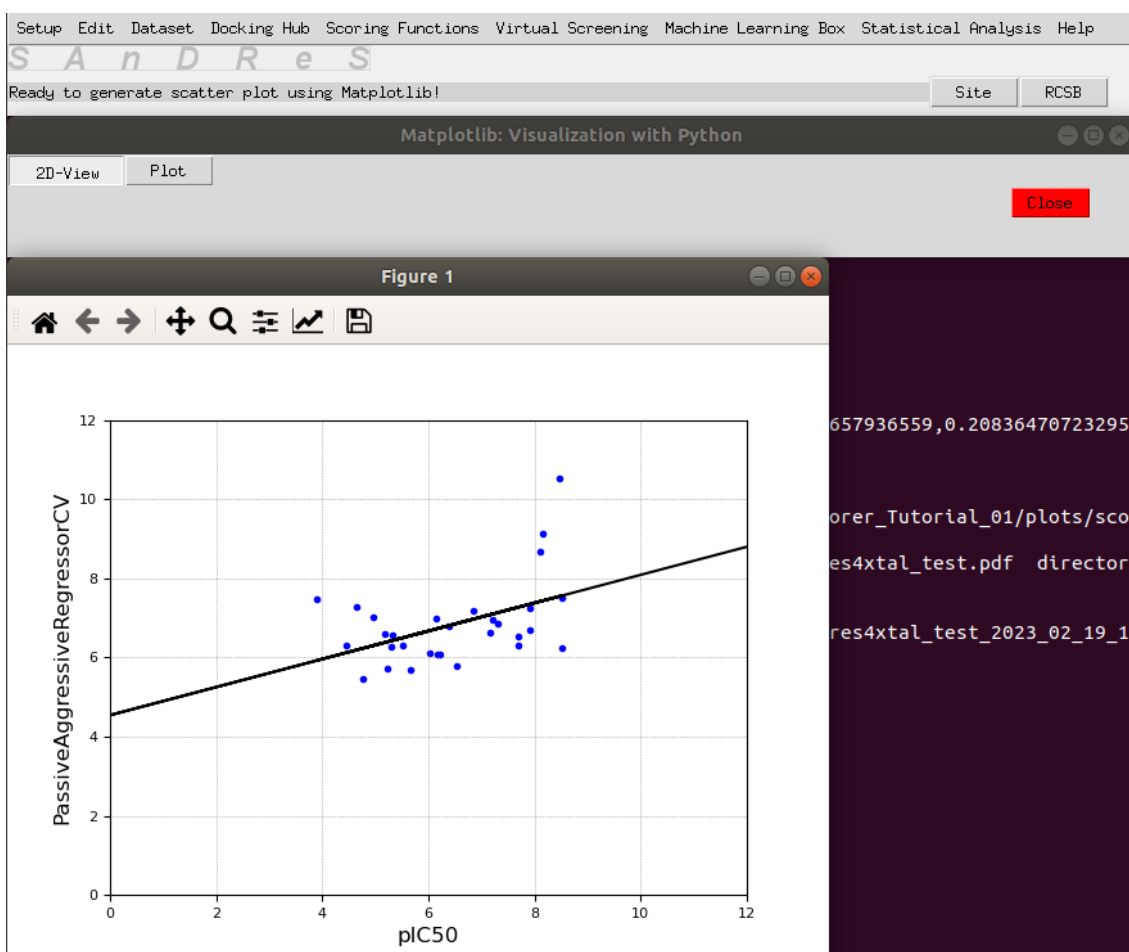 Setup Edit Dataset Docking Hub Scoring Functions Virtual Screening Machine Learning Box Statistical Analysis Help
S A n D R e S
Ready to generate scatter plot using Matplotlib!
Site RCSB
Matplotlib: Visualization with Python
2D-View Plot
Close
Figure 1
657936559,0.20836470723295
orer_Tutorial_01/plots/sco
es4xtal_test.pdf director
res4xtal_test_2023_02_19_1
PassiveAggressiveRegressorCV
12
10
8
6
4
2
0
0 2 4 6 8 10 12
pIC50